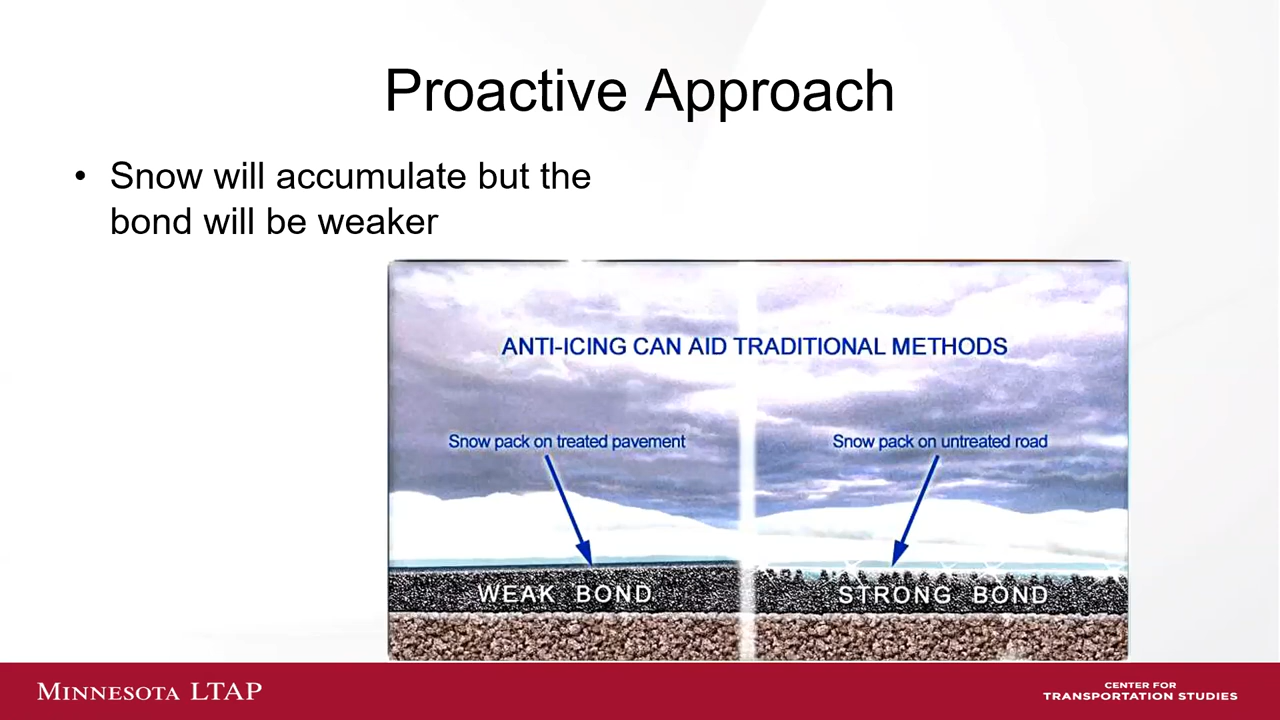 Proactive Approach
• Snow will accumulate but the
bond will be weaker
ANTI-ICING CAN AID TRADITIONAL METHODS
Snow pack on treated pavement
Snow pack on untreated road
WEAK BOND
STRONG BOND
MINNESOTA LTAP
CENTER FOR
TRANSPORTATION STUDIES